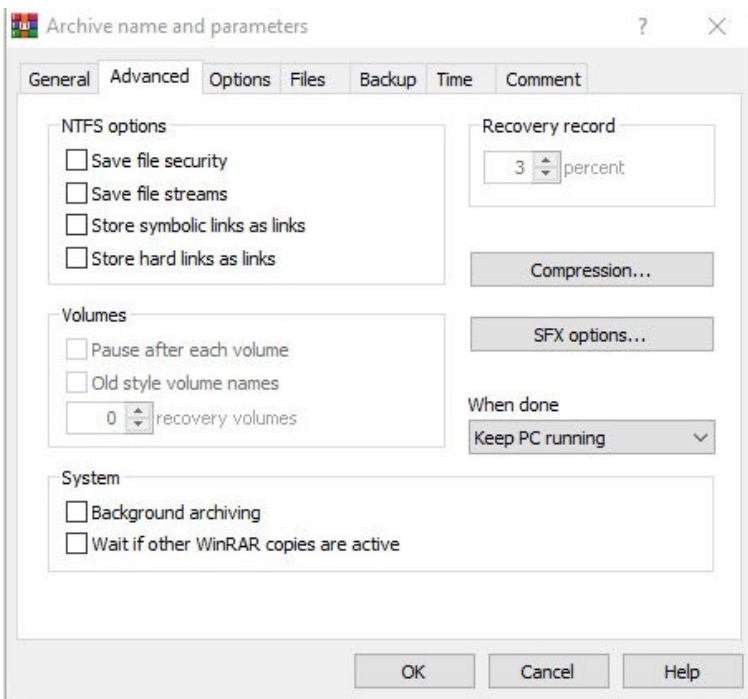 Archive name and parameters
?
General Advanced Options Files Backup Time Comment
NTFS options
Save file security
Save file streams
Store symbolic links as links
Store hard links as links
Recovery record
3 percent
Compression...
SFX options...
Volumes
Pause after each volume
Old style volume names
0 recovery volumes
When done
Keep PC running
System
Background archiving
Wait if other WinRAR copies are active
OK Cancel Help